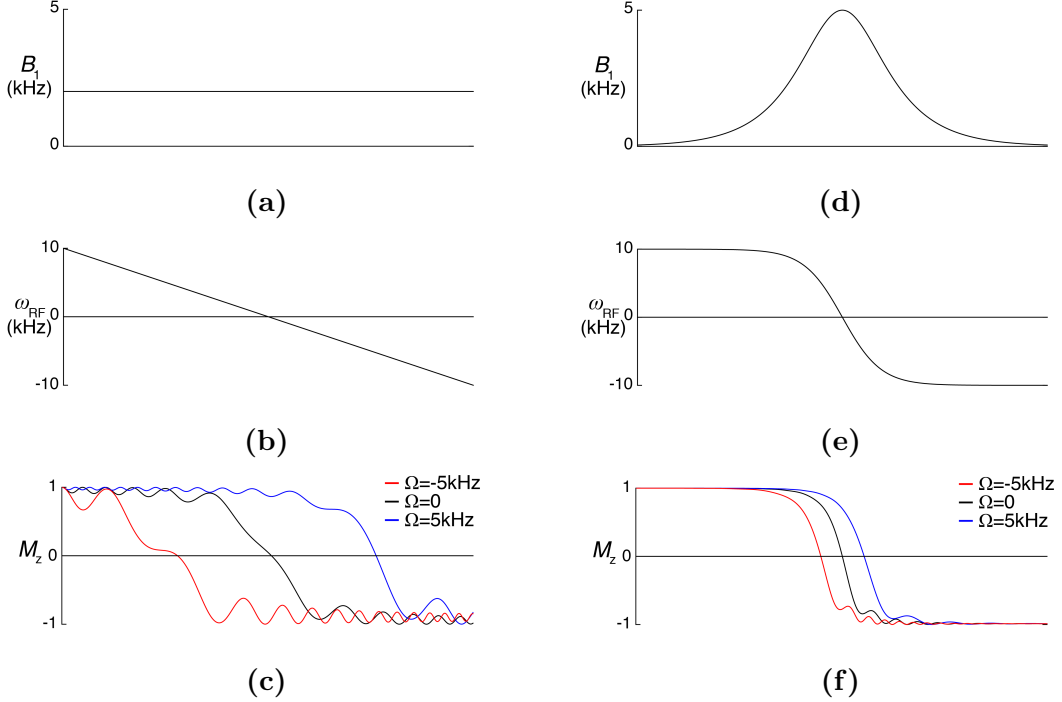 5
B1
(kHz)
0
(a)
5
B1
(kHz)
0
(d)
10
ωRF
0
(kHz)
-10
(b)
10
ωRF
0
(kHz)
-10
(e)
1
Mz
0
-1
Ω=-5kHz
Ω=0
Ω=5kHz
(c)
1
Mz
0
-1
Ω=-5kHz
Ω=0
Ω=5kHz
(f)